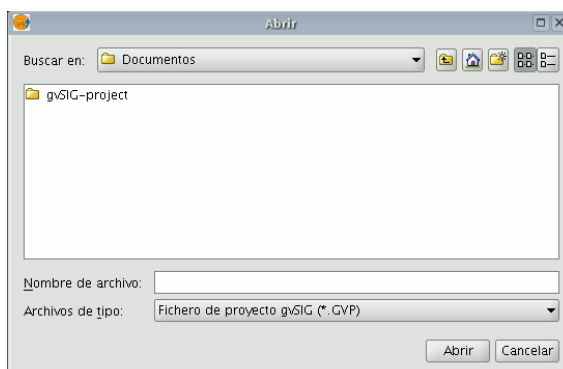 Abrir
Buscar en: Documentos
gvSIG-project
Nombre de archivo:
Archivos de tipo: Fichero de proyecto gvSIG (*.GVP)
Abrir Cancelar